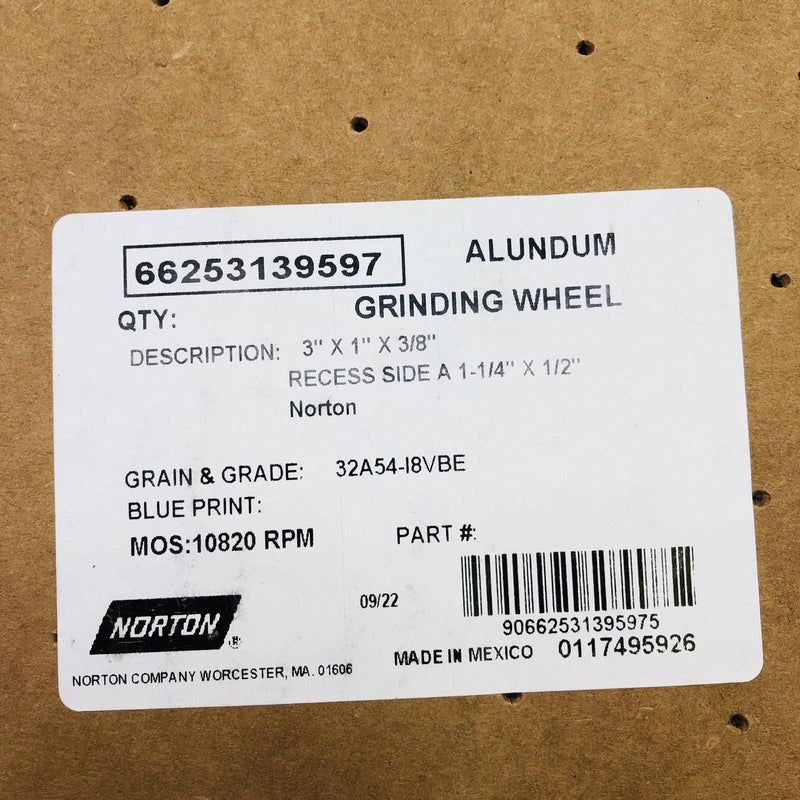 66253139597
ALUNDUM
QTY:
GRINDING WHEEL
DESCRIPTION: 3" X 1" X 3/8"
RECESS SIDE A 1-1/4" X 1/2"
Norton
GRAIN & GRADE: 32A54-I8VBE
BLUE PRINT:
MOS:10820 RPM
PART #:
09/22
90662531395975
NORTON ®
MADE IN MEXICO 0117495926
NORTON COMPANY WORCESTER, MA. 01606